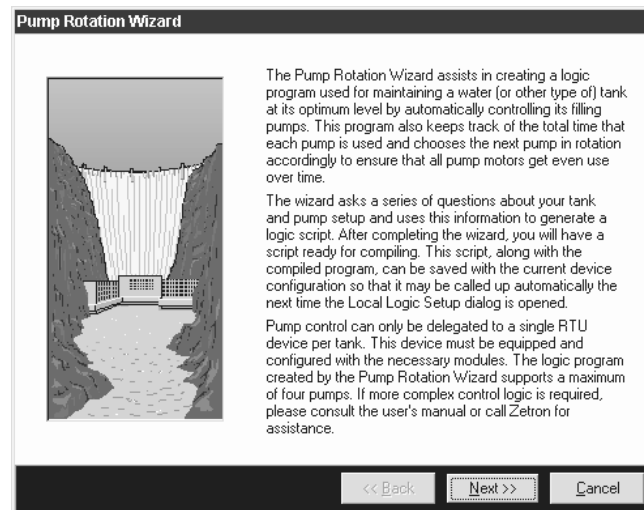 Pump Rotation Wizard
The Pump Rotation Wizard assists in creating a logic
program used for maintaining a water (or other type of) tank
at its optimum level by automatically controlling its filling
pumps. This program also keeps track of the total time that
each pump is used and chooses the next pump in rotation
accordingly to ensure that all pump motors get even use
over time.
The wizard asks a series of questions about your tank
and pump setup and uses this information to generate a
logic script. After completing the wizard, you will have a
script ready for compiling. This script, along with the
compiled program, can be saved with the current device
configuration so that it may be called up automatically the
next time the Local Logic Setup dialog is opened.
Pump control can only be delegated to a single RTU
device per tank. This device must be equipped and
configured with the necessary modules. The logic program
created by the Pump Rotation Wizard supports a maximum
of four pumps. If more complex control logic is required,
please consult the user's manual or call Zetron for
assistance.
<< Back Next >> Cancel